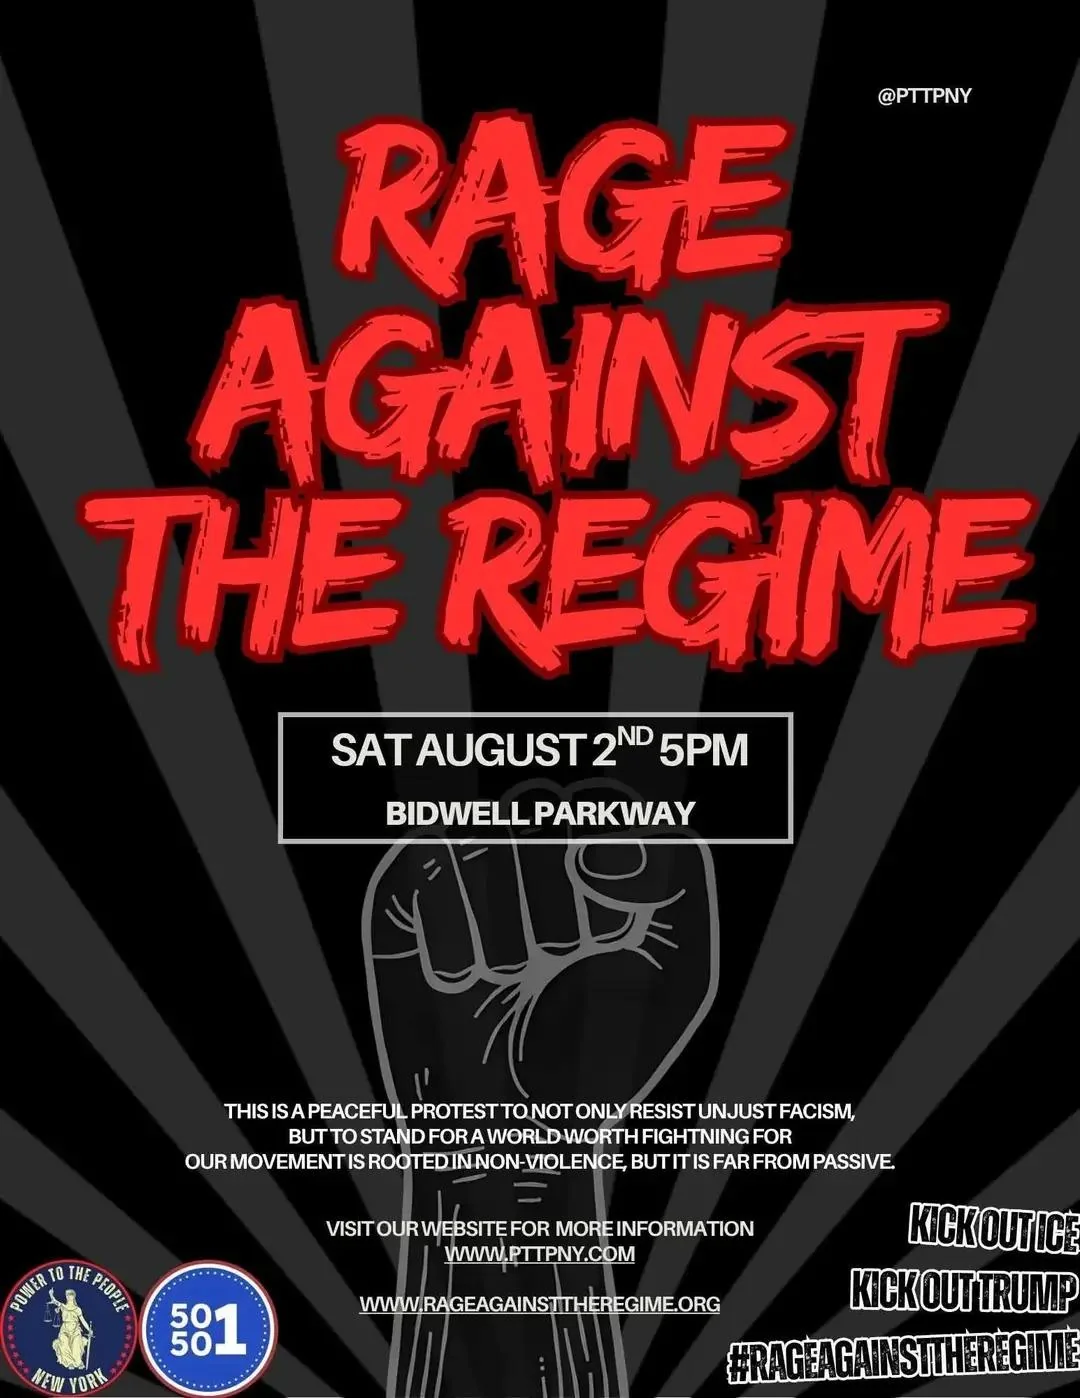 @PTTPNY
RAGE
AGAINST
THE REGIME
SAT AUGUST 2ND 5PM
BIDWELL PARKWAY
THIS IS A PEACEFUL PROTEST TO NOT ONLY RESIST UNJUST FACISM,
BUT TO STAND FOR A WORLD WORTH FIGHTNING FOR
OUR MOVEMENT IS ROOTED IN NON-VIOLENCE, BUT IT IS FAR FROM PASSIVE.
VISIT OUR WEBSITE FOR MORE INFORMATION
WWW.PTTPNY.COM
WWW.RAGEAGAINSTTHEREGIME.ORG
POWER TO THE PEOPLE
NEW YORK
50
501
KICK OUT ICE
KICK OUT TRUMP
#RAGEAGAINSTTHEREGIME